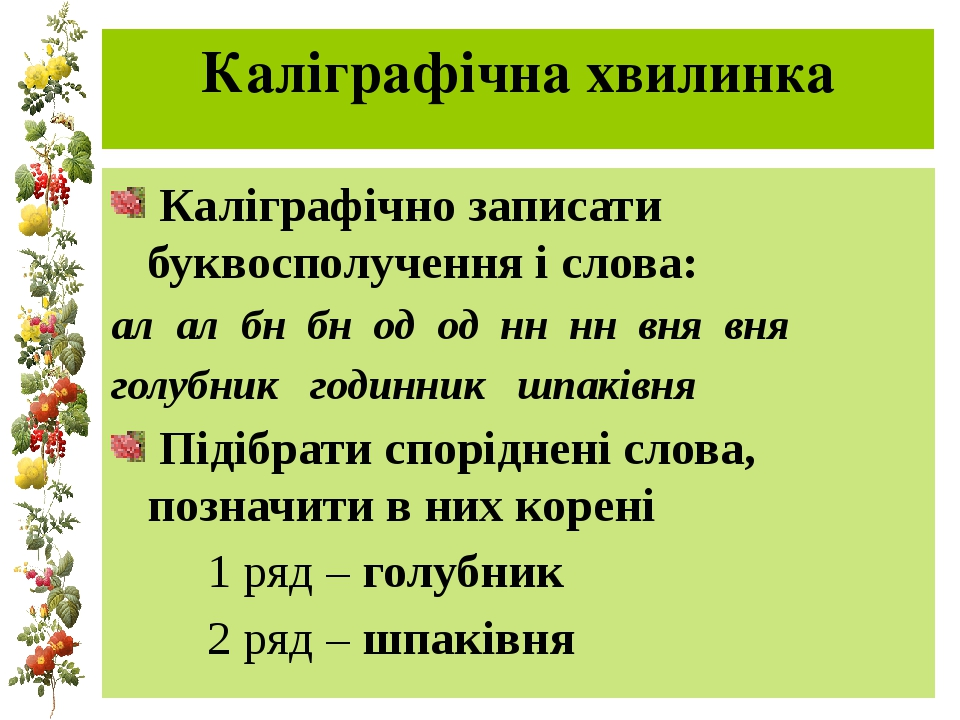 Каліграфічна хвилинка
Каліграфічно записати
буквосполучення і слова:
ал ал бн бн од од нн нн вня вня
голубник годинник шпаківня
Підібрати споріднені слова,
позначити в них корені
1 ряд – голубник
2 ряд – шпаківня